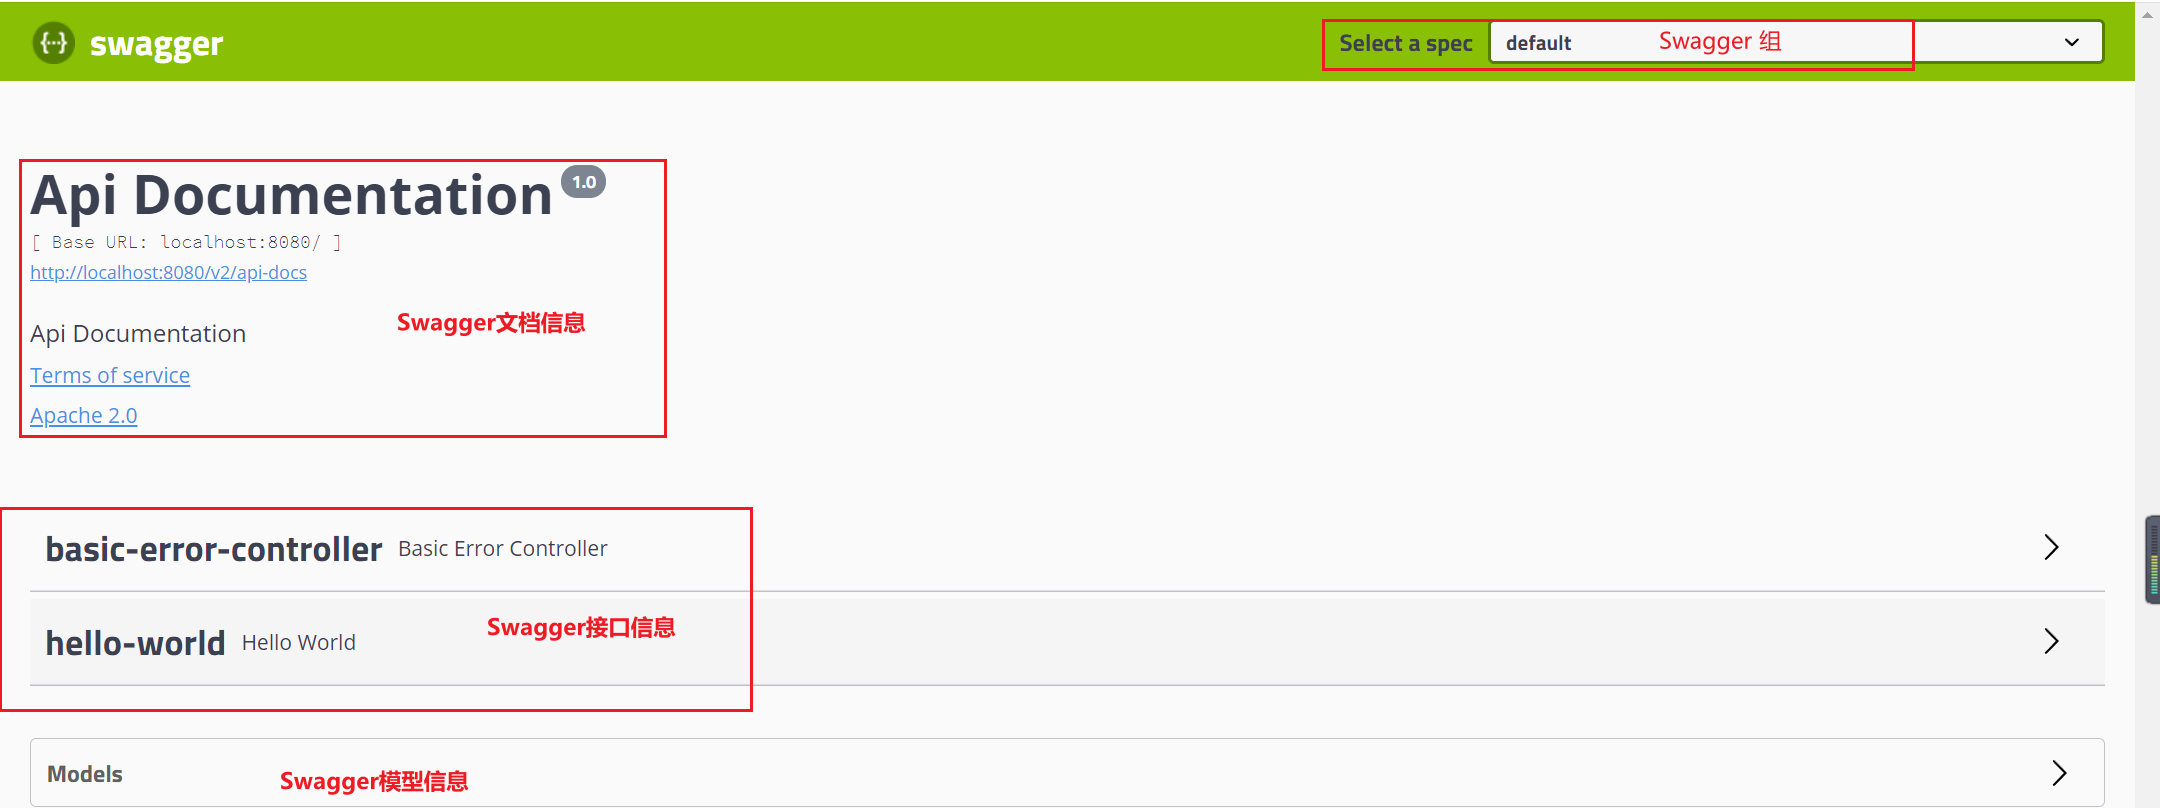 {···} swagger
Select a spec default Swagger 组
Api Documentation 1.0
[ Base URL: localhost:8080/ ]
http://localhost:8080/v2/api-docs
Swagger文档信息
Api Documentation
Terms of service
Apache 2.0
basic-error-controller Basic Error Controller
Swagger接口信息
hello-world Hello World
Models
Swagger模型信息